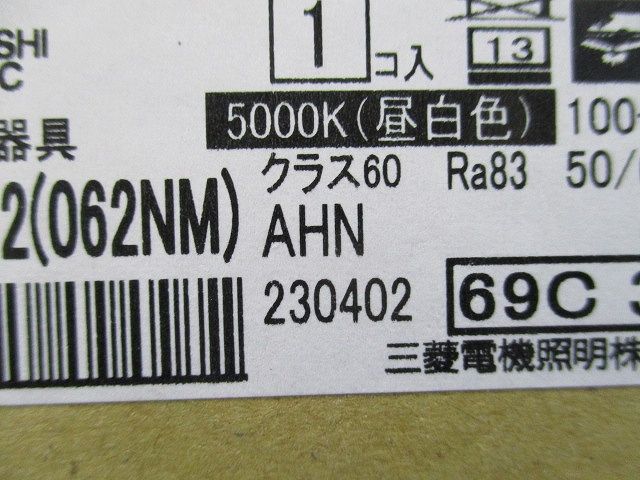 SHI
C
1
コ入
13
5000K(昼白色)
100-
器具
クラス60 Ra83 50/
2(062NM) AHN
230402
69C 3
三菱電機照明株